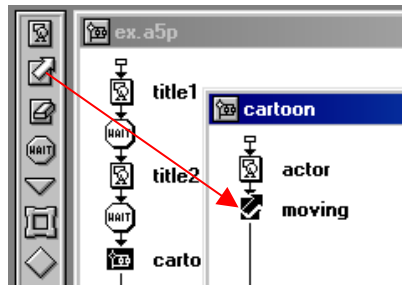 ex.a5p
title1
WAIT
WAIT
title2
WAIT
carto
cartoon
actor
moving